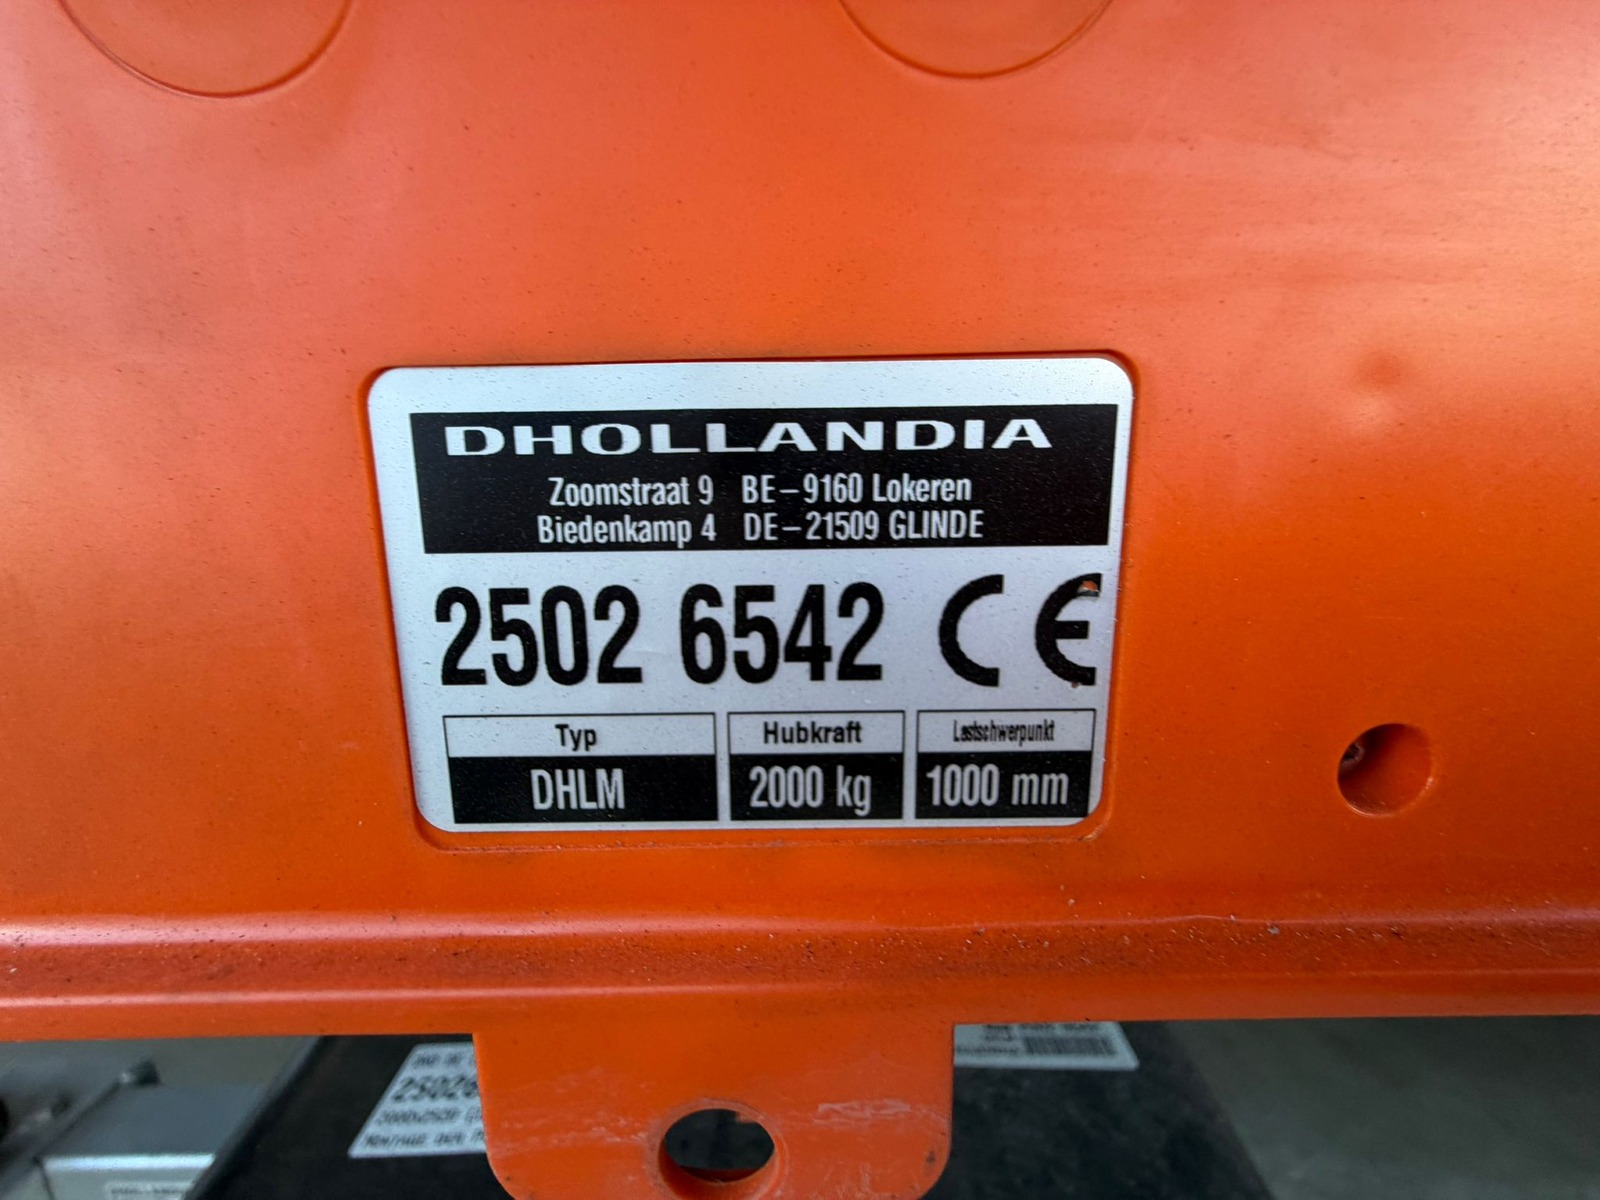 DHOLLANDIA
Zoomstraat 9 BE-9160 Lokeren
Biedenkamp 4 DE-21509 GLINDE
2502 6542 CE
Typ Hubkraft Lastschwerpunkt
DHLM 2000 kg 1000 mm